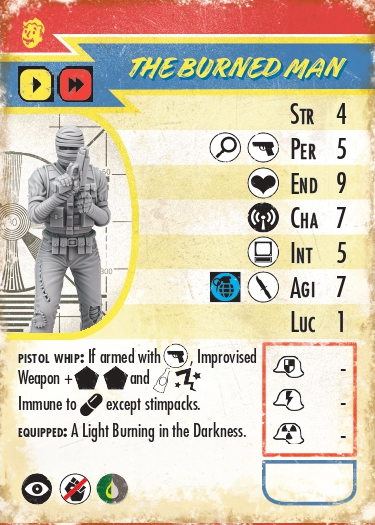 THE BURNED MAN
STR 4
PER 5
END 9
CHA 7
INT 5
AGI 7
LUC 1
PISTOL WHIP: If armed with , Improvised
Weapon + and
Immune to except stimpacks.
EQUIPPED: A Light Burning in the Darkness.
-
-
-
300